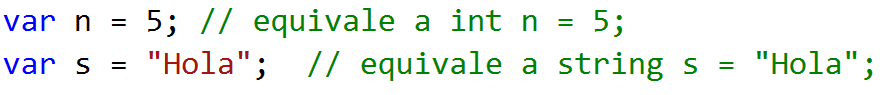 var n = 5; // equivale a int n = 5;
var s = "Hola";  // equivale a string s = "Hola";